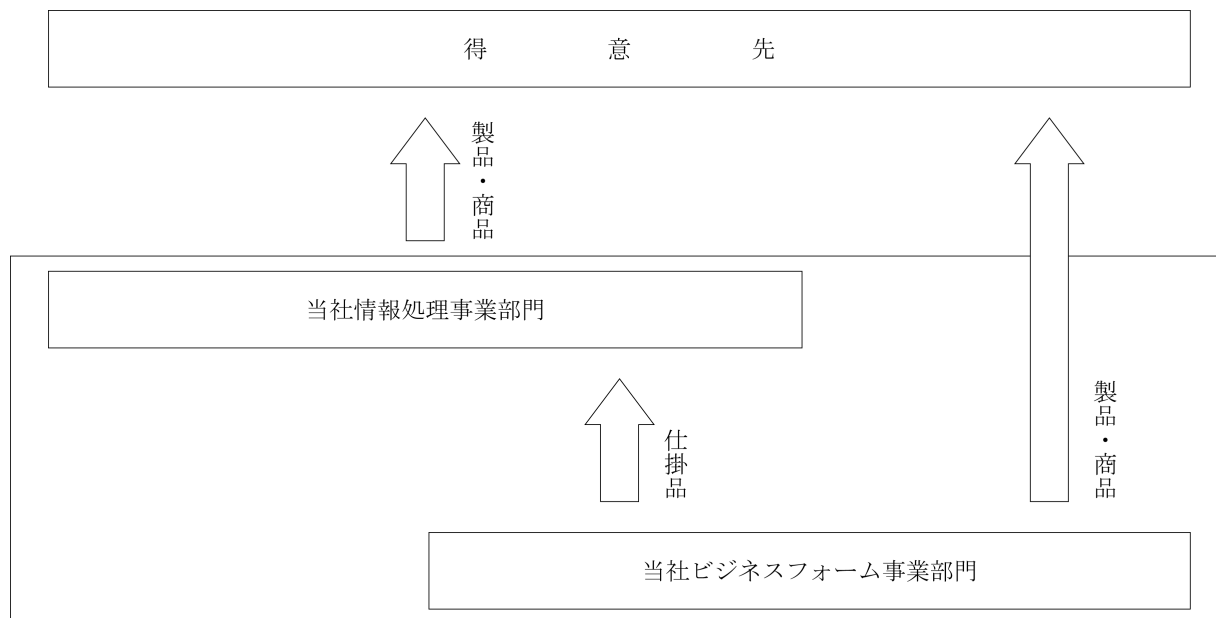 得意先
製品・商品
当社情報処理事業部門
製品・商品
仕掛品
当社ビジネスフォーム事業部門